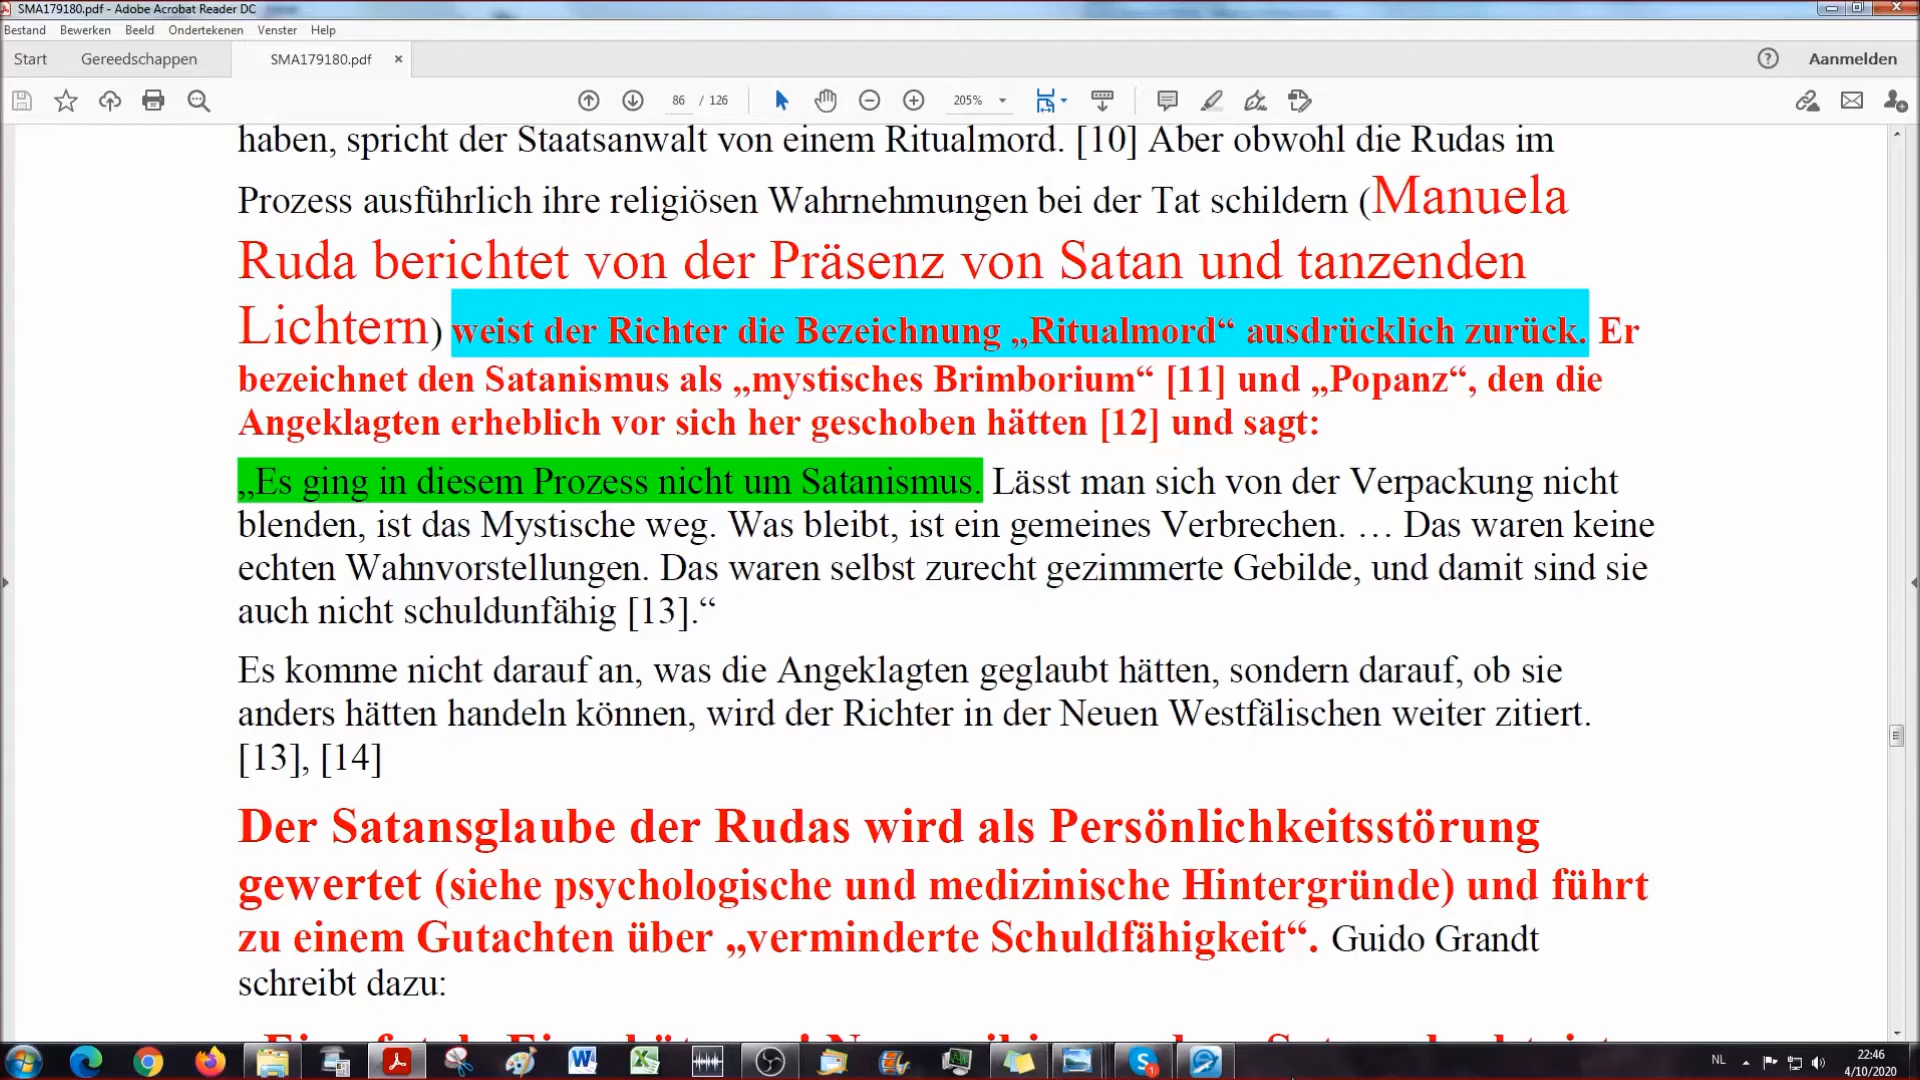 SMA179180.pdf - Adobe Acrobat Reader DC
Bestand Bewerken Beeld Ondertekenen Venster Help
Start Gereedschappen SMA179180.pdf × Aanmelden
86 / 126 205%
haben, spricht der Staatsanwalt von einem Ritualmord. [10] Aber obwohl die Rudas im
Prozess ausführlich ihre religiösen Wahrnehmungen bei der Tat schildern (Manuela
Ruda berichtet von der Präsenz von Satan und tanzenden
Lichtern) weist der Richter die Bezeichnung „Ritualmord“ ausdrücklich zurück. Er
bezeichnet den Satanismus als „mystisches Brimborium“ [11] und „Popanz“, den die
Angeklagten erheblich vor sich her geschoben hätten [12] und sagt:
„Es ging in diesem Prozess nicht um Satanismus. Lässt man sich von der Verpackung nicht
blenden, ist das Mystische weg. Was bleibt, ist ein gemeines Verbrechen. … Das waren keine
echten Wahnvorstellungen. Das waren selbst zurecht gezimmerte Gebilde, und damit sind sie
auch nicht schuldunfähig [13].“
Es komme nicht darauf an, was die Angeklagten geglaubt hätten, sondern darauf, ob sie
anders hätten handeln können, wird der Richter in der Neuen Westfälischen weiter zitiert.
[13], [14]
Der Satansglaube der Rudas wird als Persönlichkeitsstörung
gewertet (siehe psychologische und medizinische Hintergründe) und führt
zu einem Gutachten über „verminderte Schuldfähigkeit“. Guido Grandt
schreibt dazu:
NL 22:46
4/10/2020